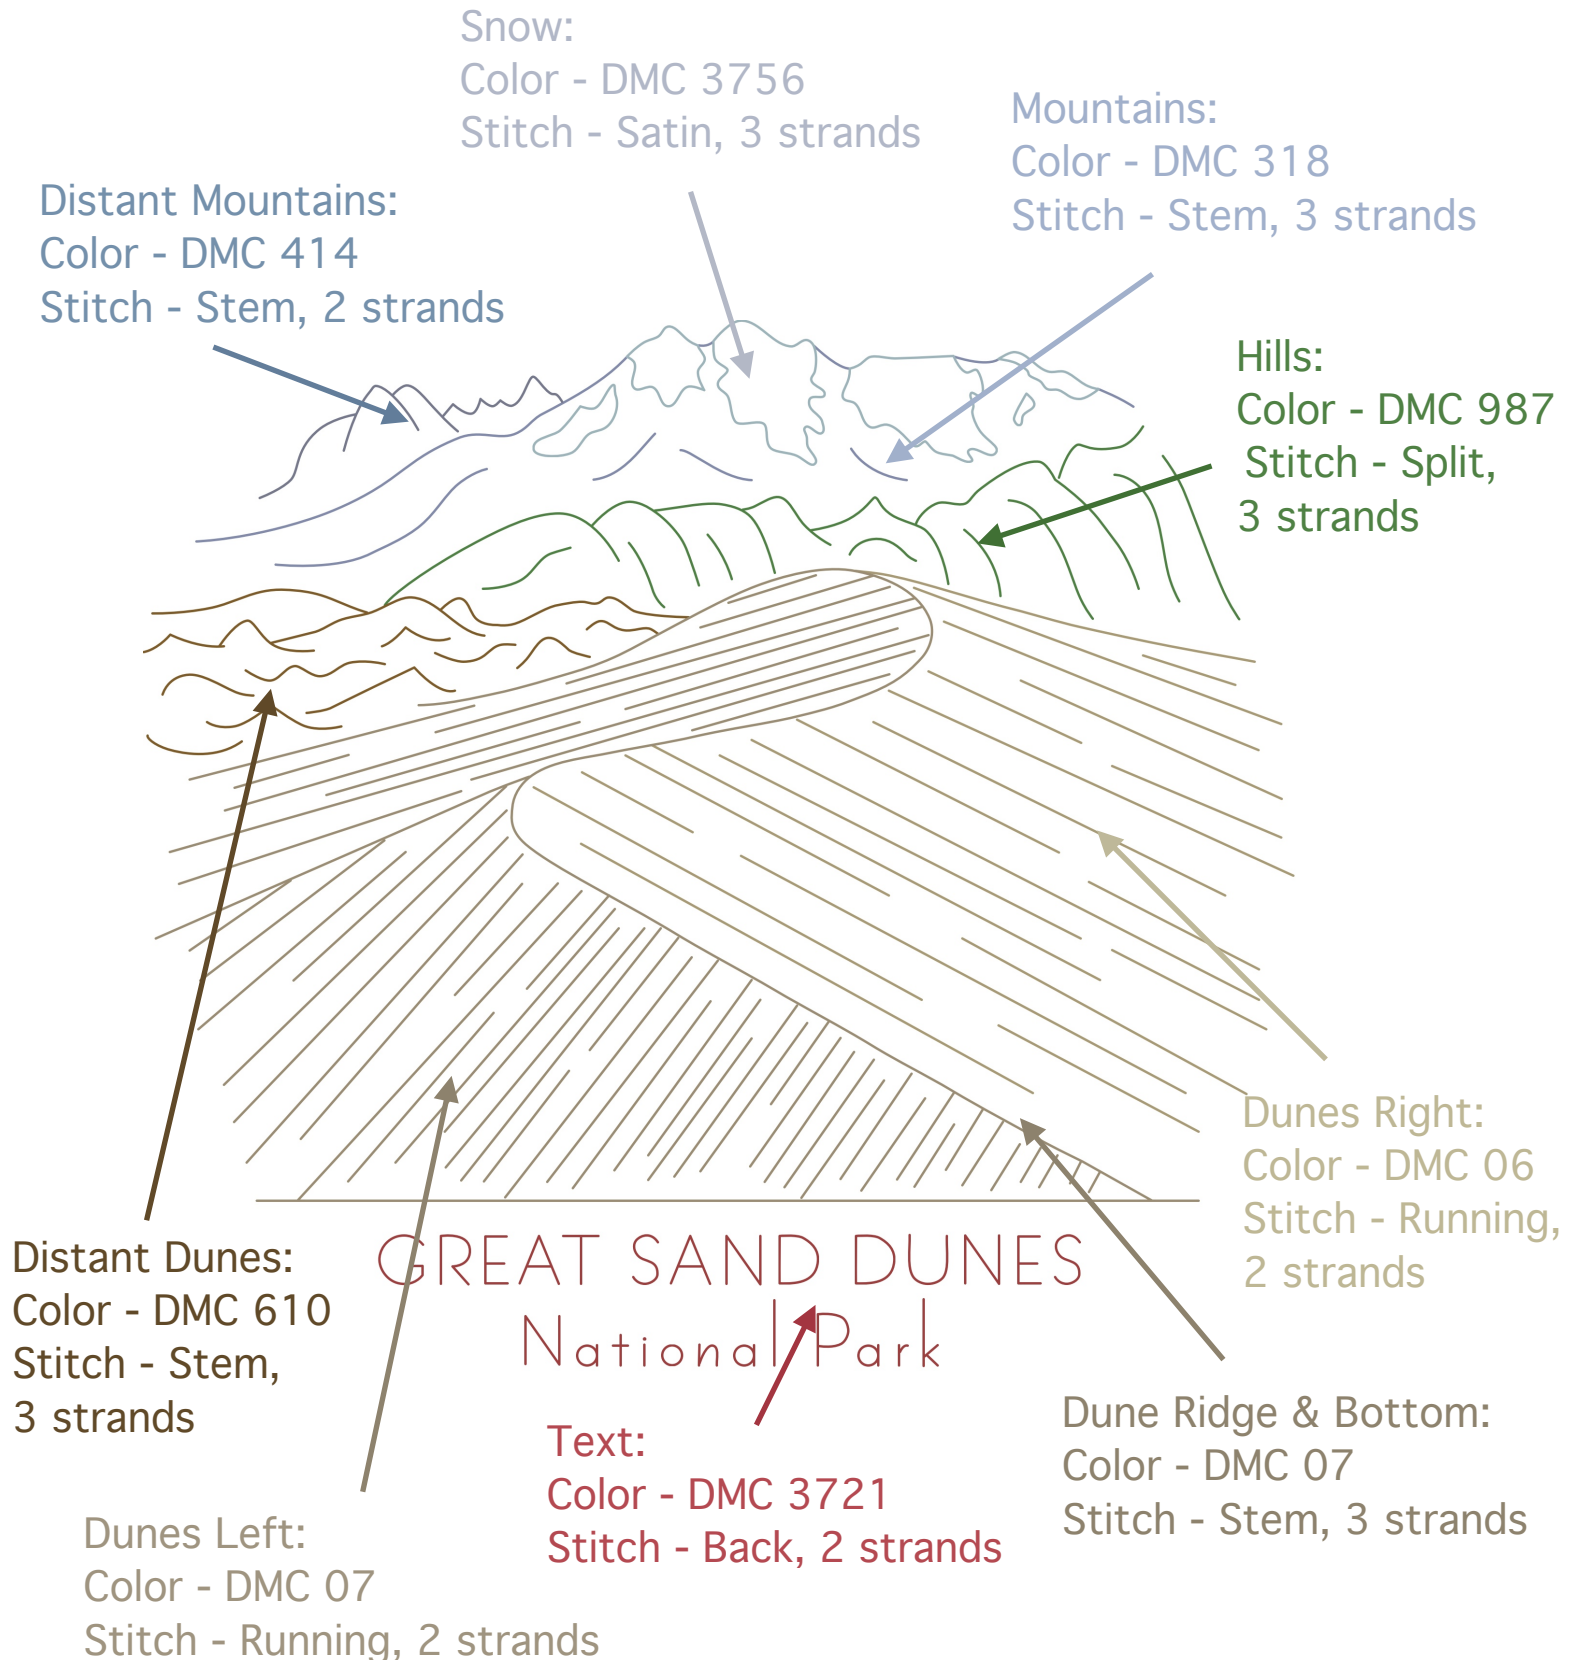 Snow:
Color - DMC 3756
Stitch - Satin, 3 strands
Mountains:
Color - DMC 318
Stitch - Stem, 3 strands
Distant Mountains:
Color - DMC 414
Stitch - Stem, 2 strands
Hills:
Color - DMC 987
Stitch - Split,
3 strands
Dunes Right:
Color - DMC 06
Stitch - Running,
2 strands
Distant Dunes:
Color - DMC 610
Stitch - Stem,
3 strands
GREAT SAND DUNES
National Park
Dune Ridge & Bottom:
Color - DMC 07
Stitch - Stem, 3 strands
Text:
Color - DMC 3721
Stitch - Back, 2 strands
Dunes Left:
Color - DMC 07
Stitch - Running, 2 strands